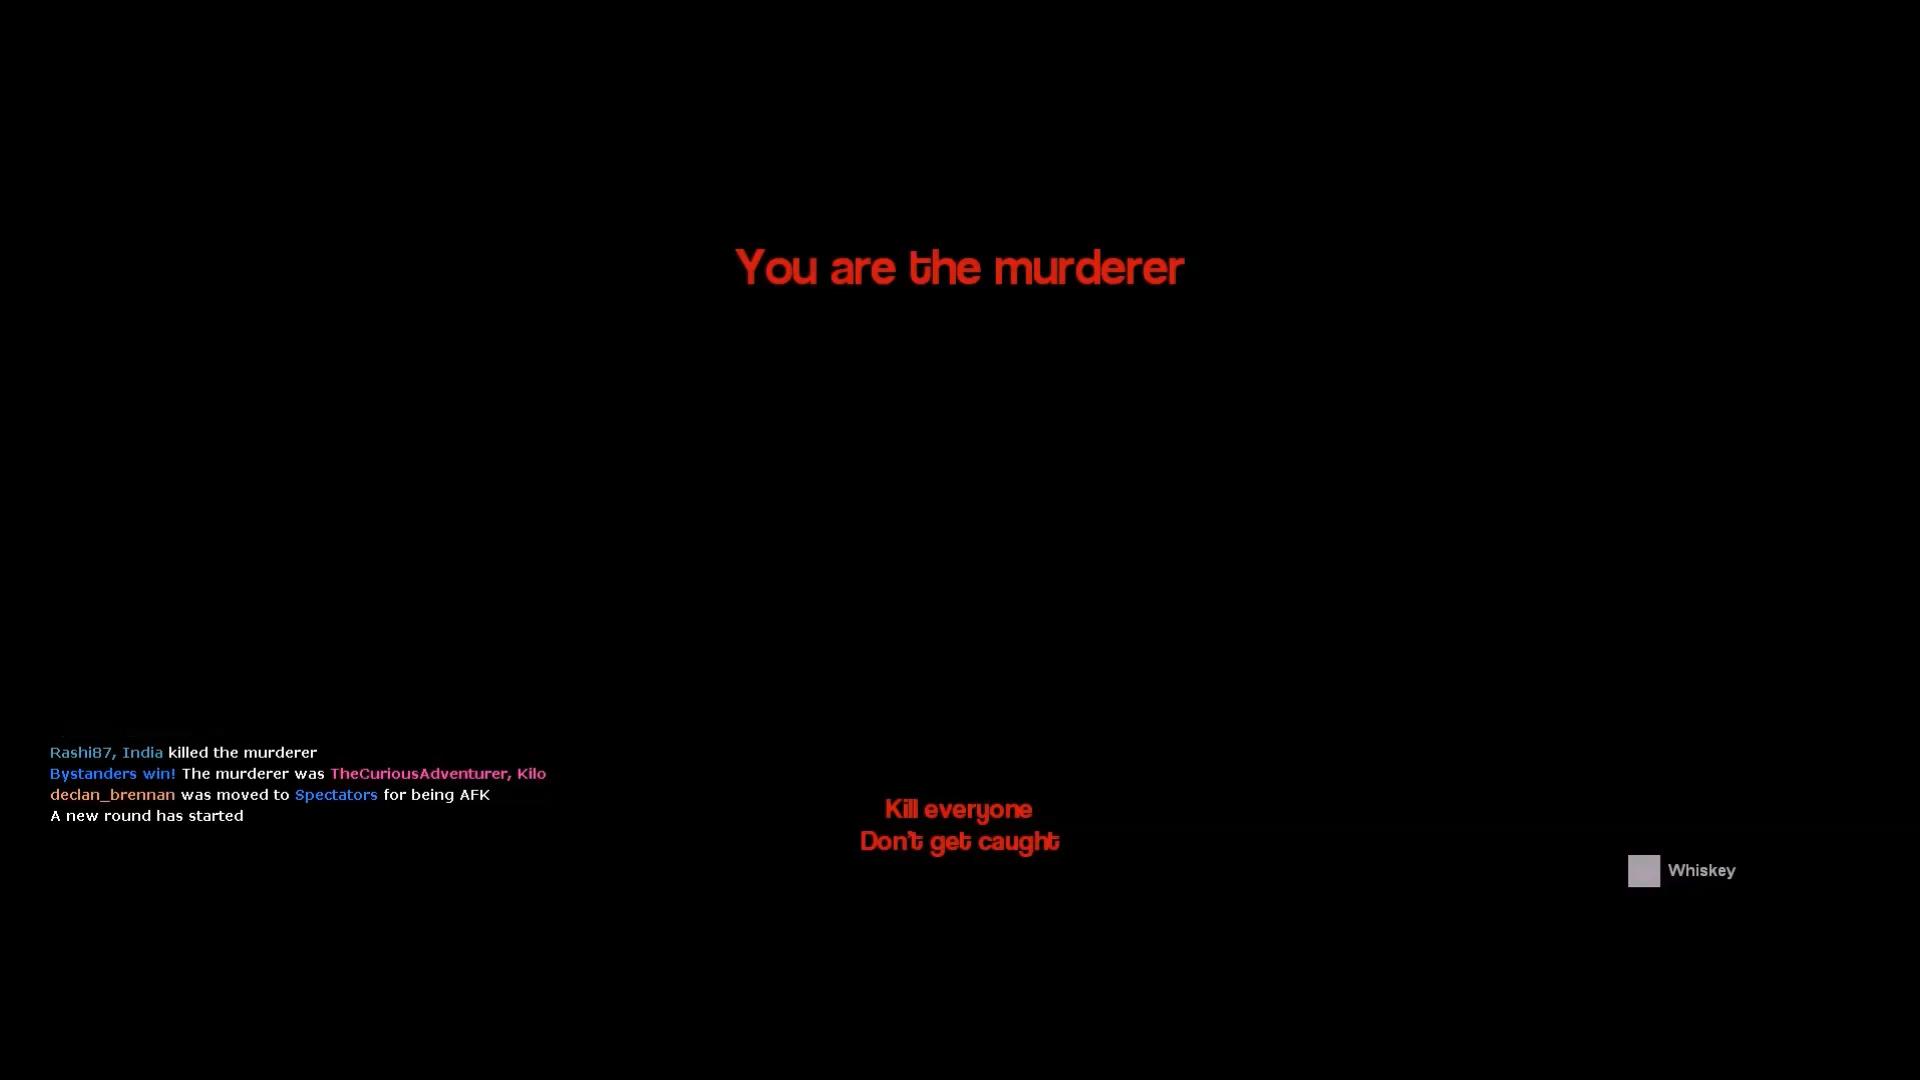 You are the murderer
Rashi87, India killed the murderer
Bystanders win! The murderer was TheCuriousAdventurer, Kilo
declan_brennan was moved to Spectators for being AFK
A new round has started
Kill everyone
Don't get caught
Whiskey